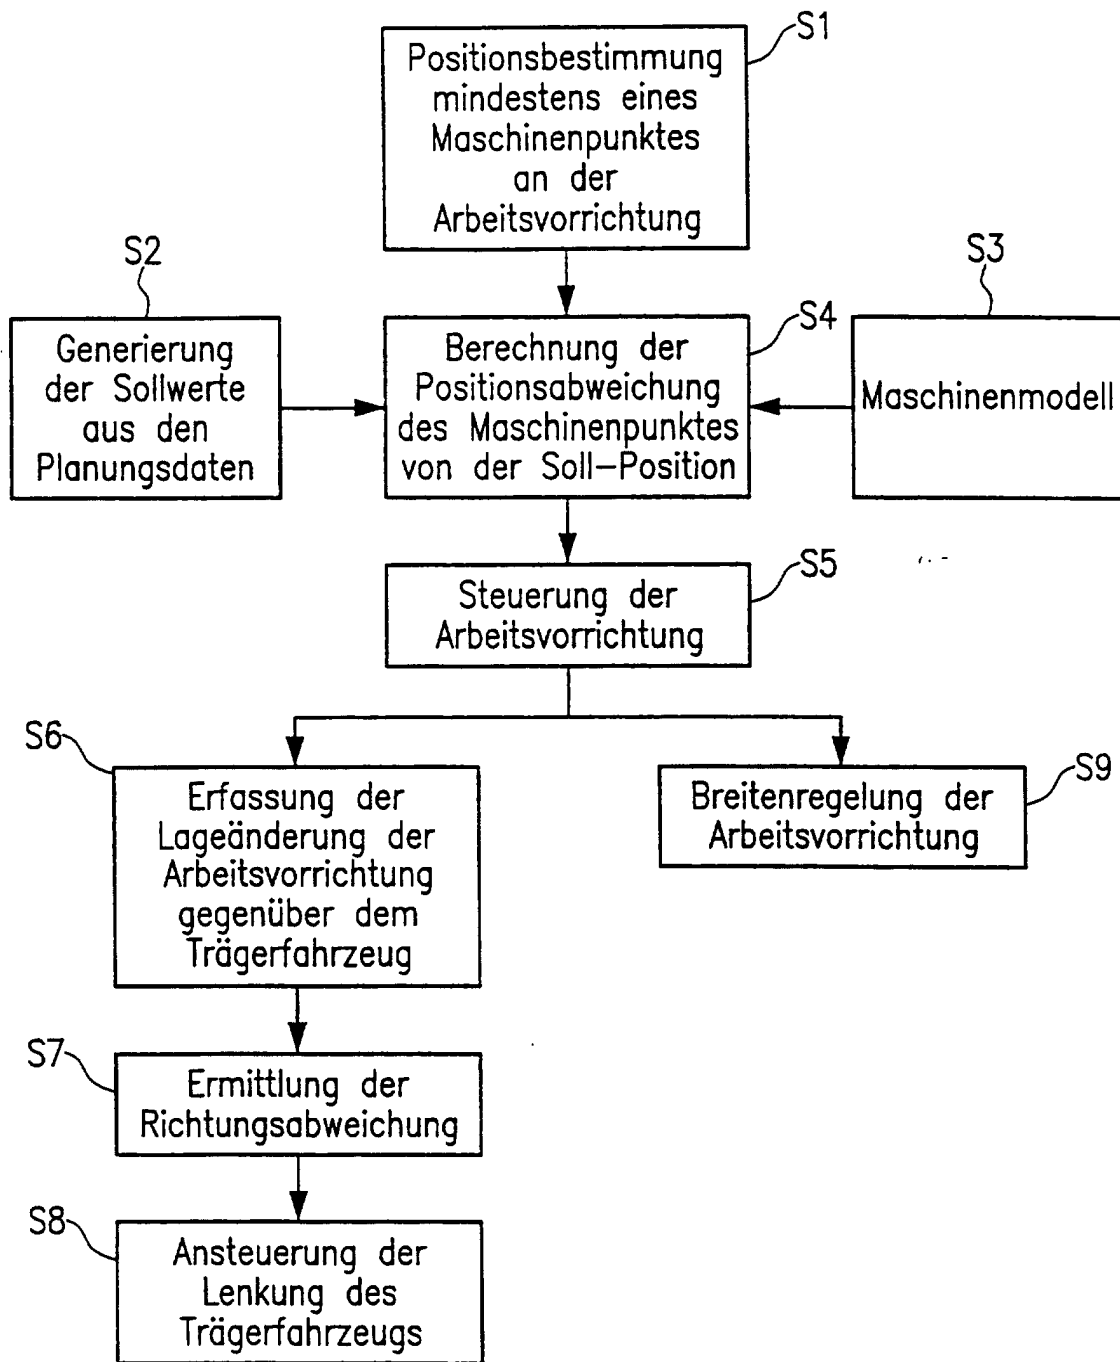 S1
Positionsbestimmung
mindestens eines
Maschinenpunktes
an der
Arbeitsvorrichtung
S2
Generierung
der Sollwerte
aus den
Planungsdaten
S4
Berechnung der
Positionsabweichung
des Maschinenpunktes
von der Soll-Position
S3
Maschinenmodell
S5
Steuerung der
Arbeitsvorrichtung
S6
Erfassung der
Lageänderung der
Arbeitsvorrichtung
gegenüber dem
Trägerfahrzeug
S9
Breitenregelung der
Arbeitsvorrichtung
S7
Ermittlung der
Richtungsabweichung
S8
Ansteuerung der
Lenkung des
Trägerfahrzeugs